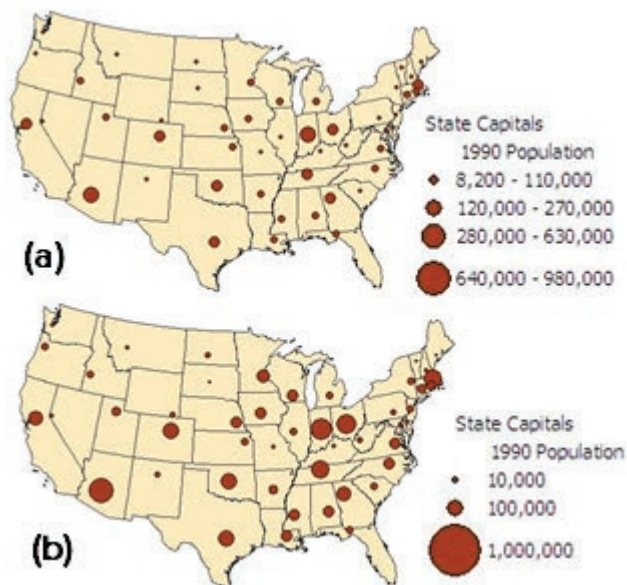 State Capitals
1990 Population
8,200 - 110,000
120,000 - 270,000
280,000 - 630,000
640,000 - 980,000
(a)
State Capitals
1990 Population
10,000
100,000
1,000,000
(b)